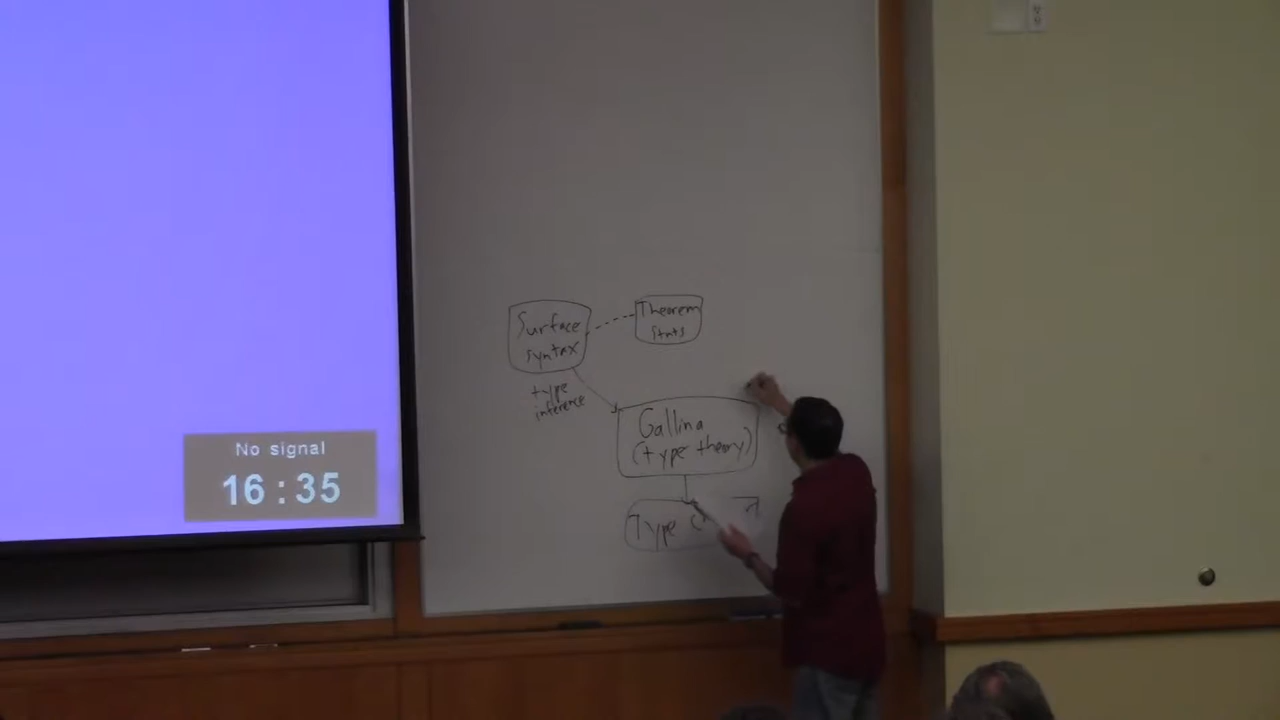 No signal
16:35
Surface
syntax
Theorem
Stmts
type
inference
Gallina
(type theory)
Type